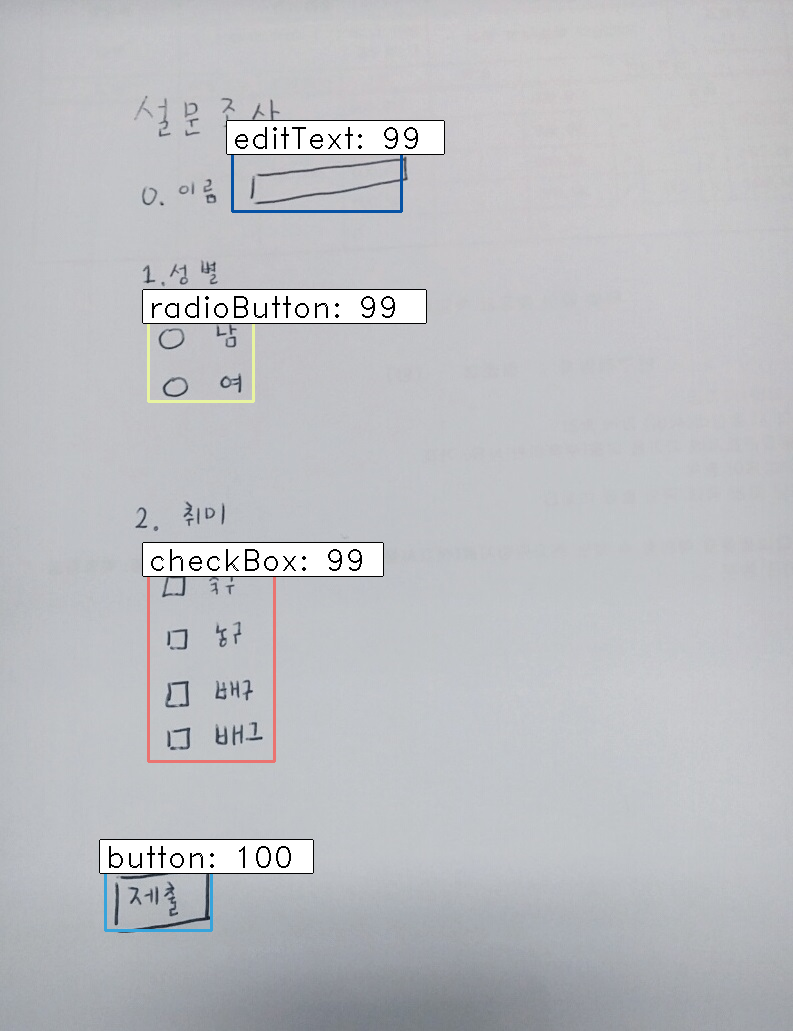 설문조사
editText: 99
0. 이름
1. 성별
radioButton: 99
남
여
2. 취미
checkBox: 99
축구
농구
배구
배그
button: 100
제출